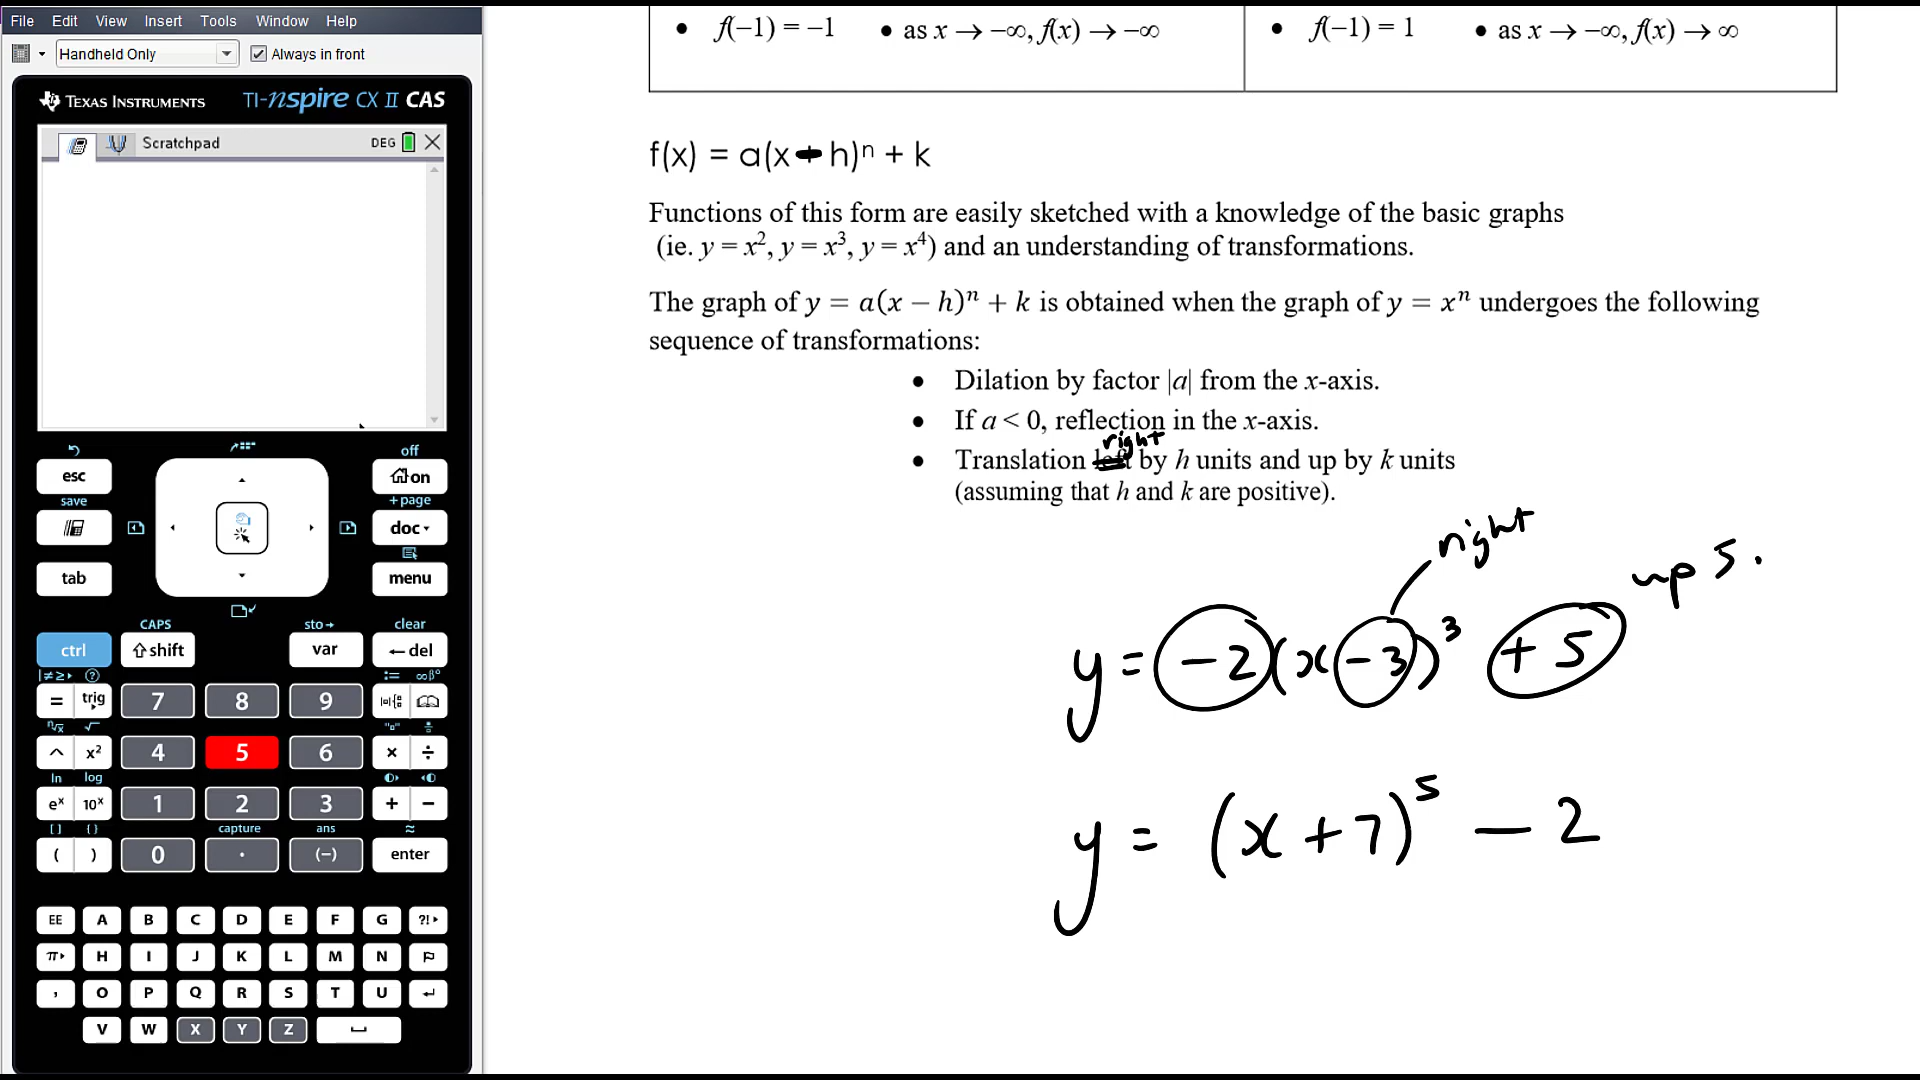 File Edit View Insert Tools Window Help
Handheld Only Always in front
TEXAS INSTRUMENTS TI-nspire CX II CAS
Scratchpad DEG
off
esc on
save + page
doc
tab menu
CAPS sto→ clear
ctrl shift var ←del
|≠≥▸ ? := ∞β°
= trig 7 8 9
ⁿ√x √ "▫"
^ x² 4 5 6 × ÷
ln log
eˣ 10ˣ 1 2 3 + −
[ ] { } capture ans ≈
( ) 0 . (−) enter
EE A B C D E F G ?!▸
π▸ H I J K L M N
, O P Q R S T U ↵
V W X Y Z
• f(−1) = −1 • as x → −∞, f(x) → −∞
• f(−1) = 1 • as x → −∞, f(x) → ∞
f(x) = a(x - h)ⁿ + k
Functions of this form are easily sketched with a knowledge of the basic graphs
(ie. y = x², y = x³, y = x⁴) and an understanding of transformations.
The graph of y = a(x − h)ⁿ + k is obtained when the graph of y = xⁿ undergoes the following
sequence of transformations:
• Dilation by factor |a| from the x-axis.
• If a < 0, reflection in the x-axis.
right
• Translation left by h units and up by k units
(assuming that h and k are positive).
right
up 5.
y = -2(x-3)³ + 5
y = (x+7)⁵ - 2